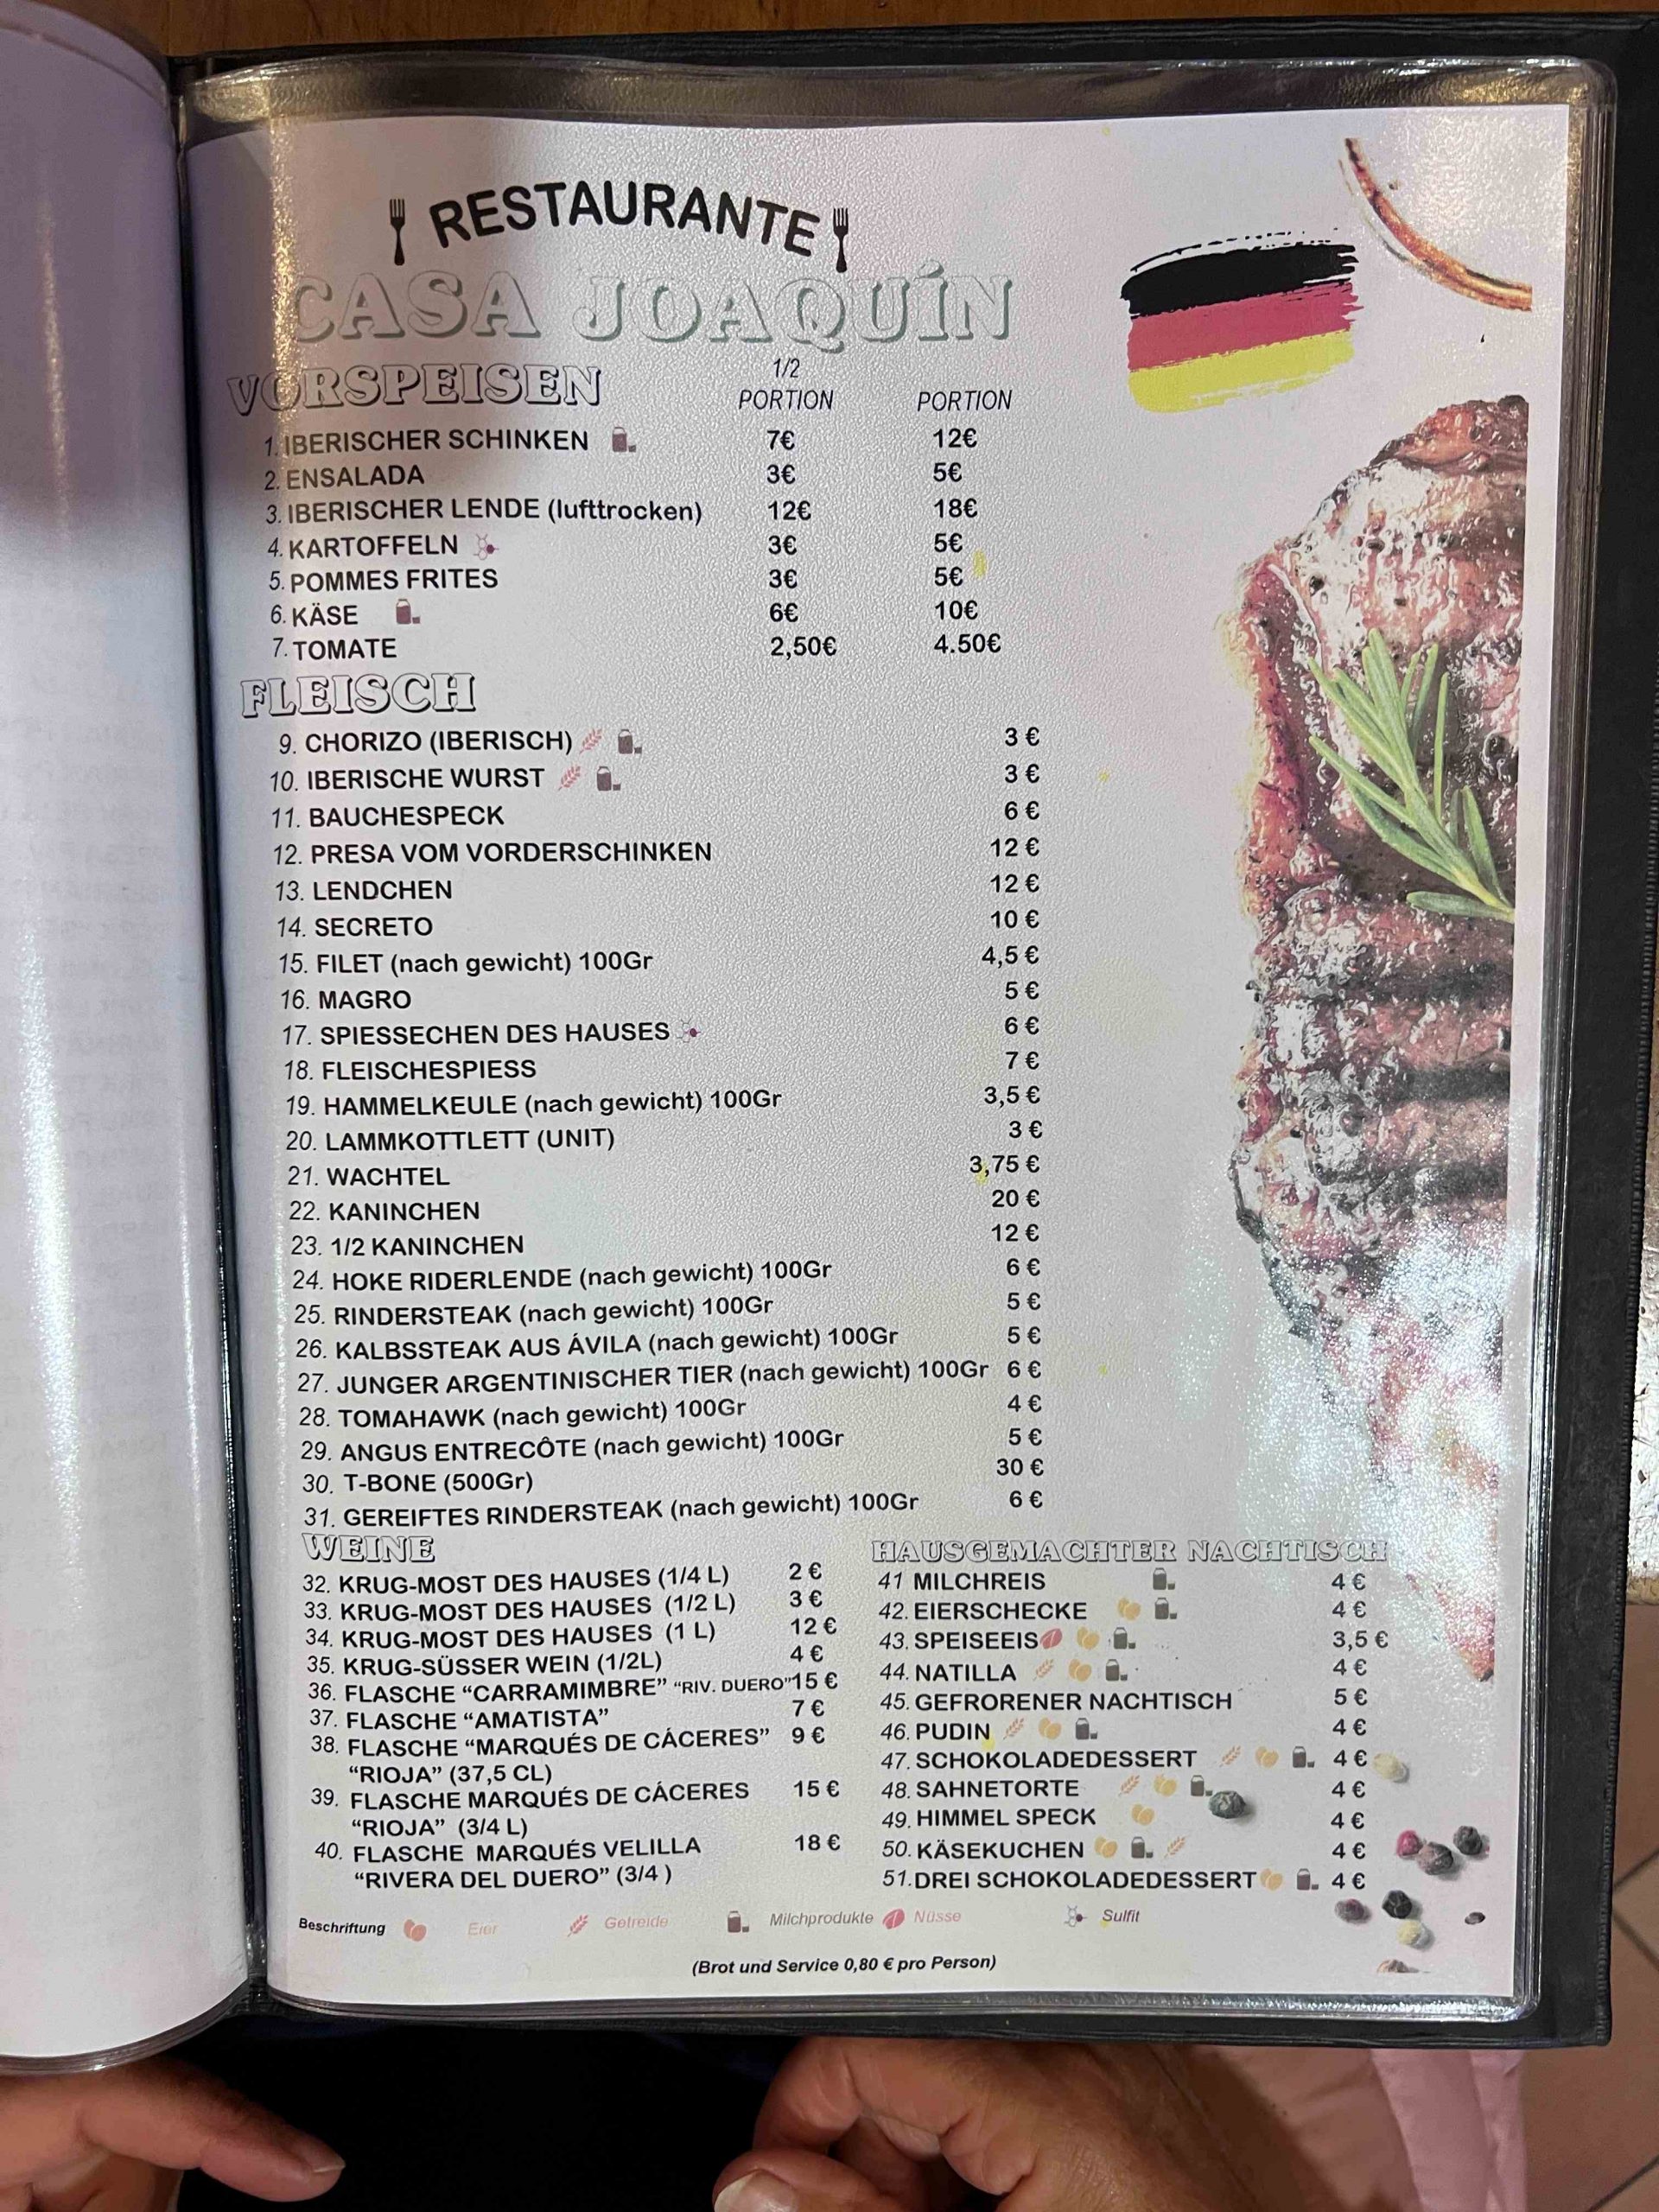 RESTAURANTE
CASA JOAQUÍN
VORSPEISEN 1/2 PORTION PORTION
1. IBERISCHER SCHINKEN 7€ 12€
2. ENSALADA 3€ 5€
3. IBERISCHER LENDE (lufttrocken) 12€ 18€
4. KARTOFFELN 3€ 5€
5. POMMES FRITES 3€ 5€
6. KÄSE 6€ 10€
7. TOMATE 2,50€ 4.50€
FLEISCH
9. CHORIZO (IBERISCH) 3 €
10. IBERISCHE WURST 3 €
11. BAUCHESPECK 6 €
12. PRESA VOM VORDERSCHINKEN 12 €
13. LENDCHEN 12 €
14. SECRETO 10 €
15. FILET (nach gewicht) 100Gr 4,5 €
16. MAGRO 5 €
17. SPIESSECHEN DES HAUSES 6 €
18. FLEISCHESPIESS 7 €
19. HAMMELKEULE (nach gewicht) 100Gr 3,5 €
20. LAMMKOTTLETT (UNIT) 3 €
21. WACHTEL 3,75 €
22. KANINCHEN 20 €
23. 1/2 KANINCHEN 12 €
24. HOKE RIDERLENDE (nach gewicht) 100Gr 6 €
25. RINDERSTEAK (nach gewicht) 100Gr 5 €
26. KALBSSTEAK AUS ÁVILA (nach gewicht) 100Gr 5 €
27. JUNGER ARGENTINISCHER TIER (nach gewicht) 100Gr 6 €
28. TOMAHAWK (nach gewicht) 100Gr 4 €
29. ANGUS ENTRECÔTE (nach gewicht) 100Gr 5 €
30. T-BONE (500Gr) 30 €
31. GEREIFTES RINDERSTEAK (nach gewicht) 100Gr 6 €
WEINE
32. KRUG-MOST DES HAUSES (1/4 L) 2 €
33. KRUG-MOST DES HAUSES (1/2 L) 3 €
34. KRUG-MOST DES HAUSES (1 L) 12 €
35. KRUG-SÜSSER WEIN (1/2L) 4 €
36. FLASCHE “CARRAMIMBRE” “RIV. DUERO” 15 €
37. FLASCHE “AMATISTA” 7 €
38. FLASCHE “MARQUÉS DE CÁCERES” 9 €
“RIOJA” (37,5 CL)
39. FLASCHE MARQUÉS DE CÁCERES 15 €
“RIOJA” (3/4 L)
40. FLASCHE MARQUÉS VELILLA 18 €
“RIVERA DEL DUERO” (3/4 )
HAUSGEMACHTER NACHTISCH
41 MILCHREIS 4 €
42. EIERSCHECKE 4 €
43. SPEISEEIS 3,5 €
44. NATILLA 4 €
45. GEFRORENER NACHTISCH 5 €
46. PUDIN 4 €
47. SCHOKOLADEDESSERT 4 €
48. SAHNETORTE 4 €
49. HIMMEL SPECK 4 €
50. KÄSEKUCHEN 4 €
51. DREI SCHOKOLADEDESSERT 4 €
Beschriftung Eier Getreide Milchprodukte Nüsse Sulfit
(Brot und Service 0,80 € pro Person)